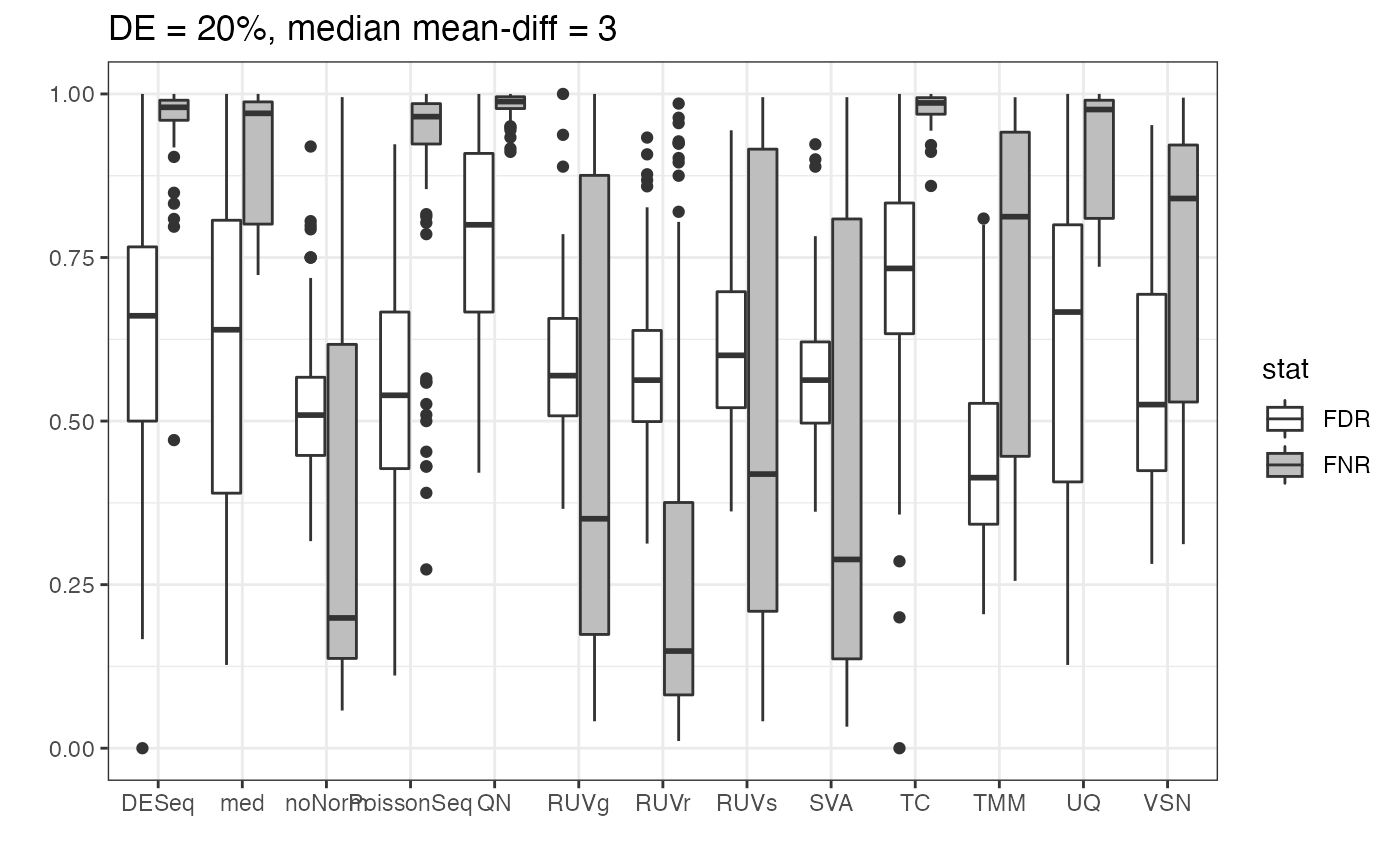 DE = 20%, median mean-diff = 3
1.00
0.75
0.50
0.25
0.00
DESeq med noNorm PoissonSeq QN RUVg RUVr RUVs SVA TC TMM UQ VSN
stat
FDR
FNR